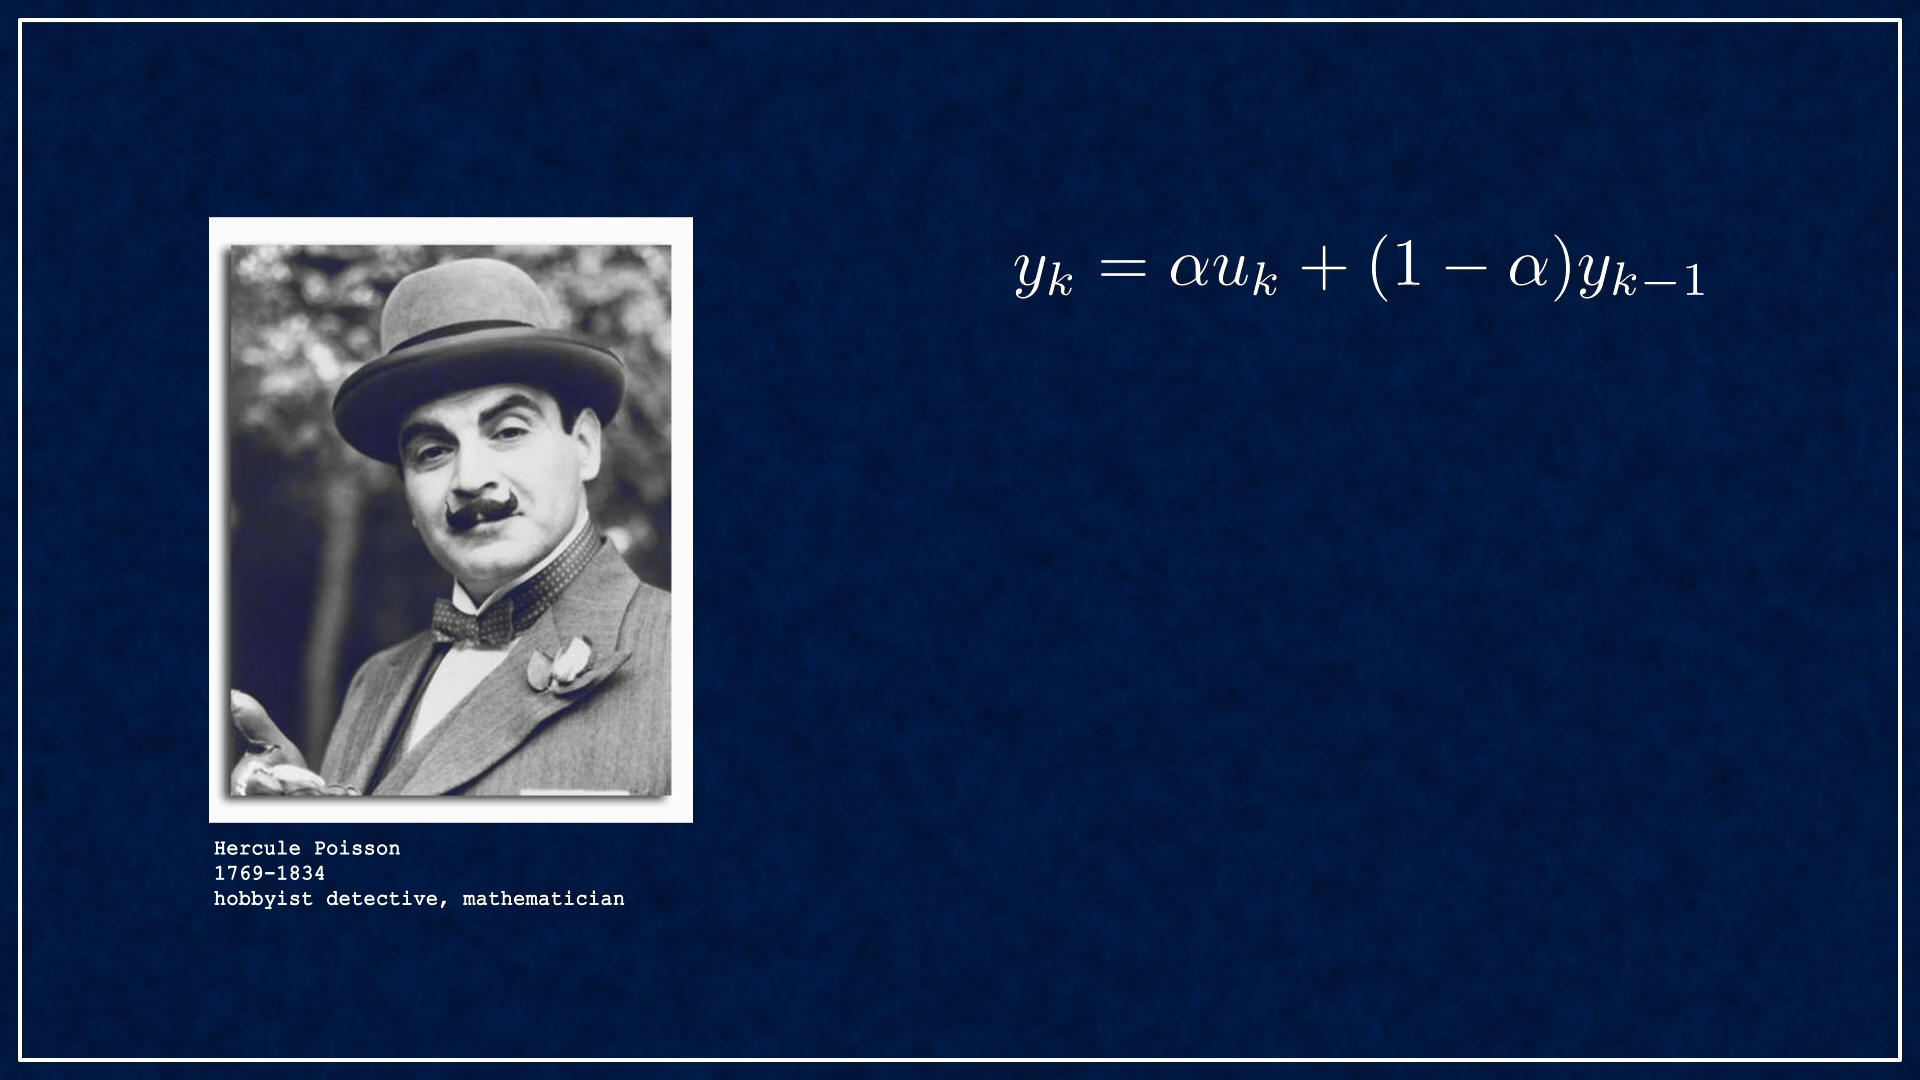 Hercule Poisson
1769-1834
hobbyist detective, mathematician
y_k = αu_k + (1 − α)y_{k−1}